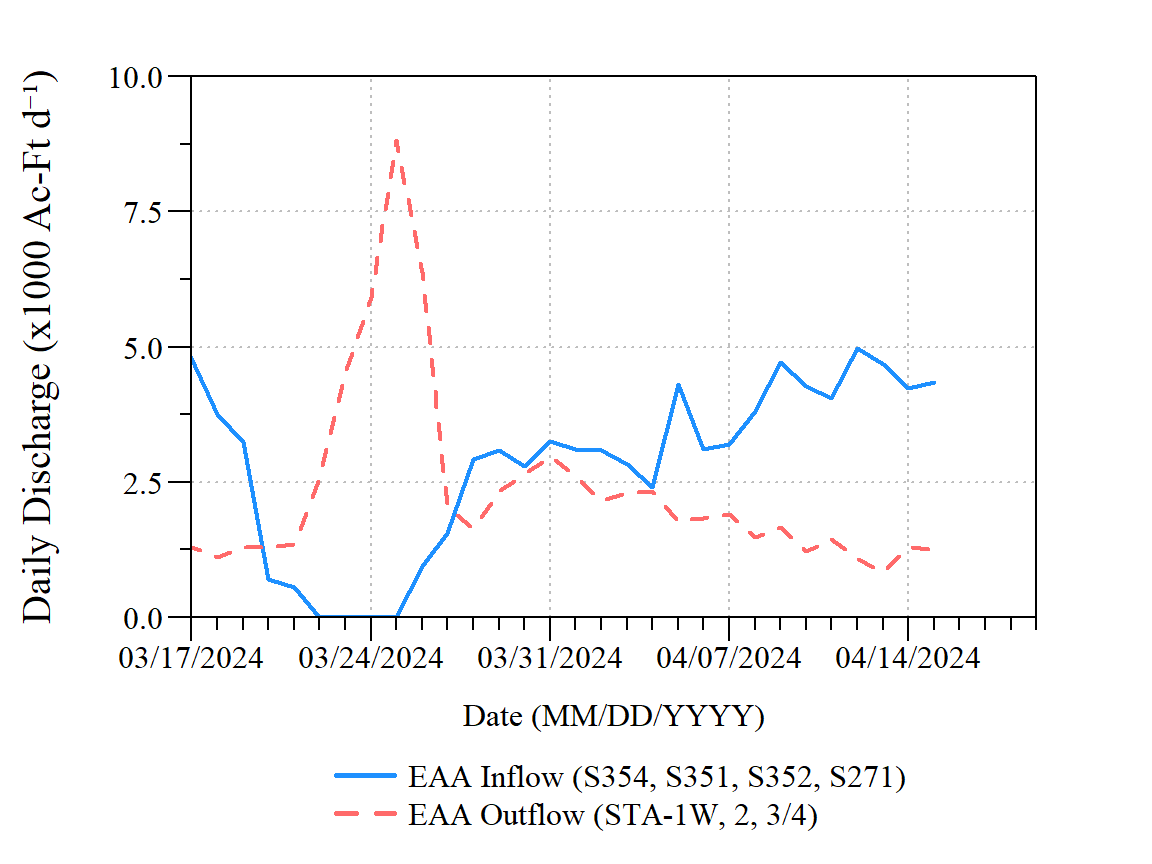 Daily Discharge (x1000 Ac-Ft d⁻¹)
10.0
7.5
5.0
2.5
0.0
03/17/2024 03/24/2024 03/31/2024 04/07/2024 04/14/2024
Date (MM/DD/YYYY)
EAA Inflow (S354, S351, S352, S271)
EAA Outflow (STA-1W, 2, 3/4)